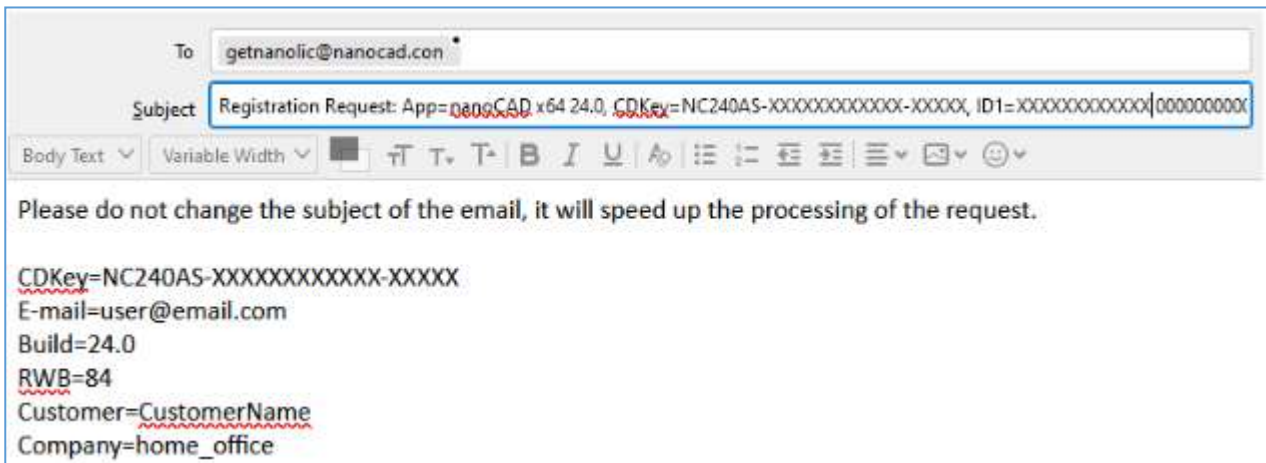 To getnanolic@nanocad.con
Subject Registration Request: App=nanoCAD x64 24.0, CDKey=NC240AS-XXXXXXXXXXXX-XXXXX, ID1=XXXXXXXXXXXX|000000000X
Body Text Variable Width
Please do not change the subject of the email, it will speed up the processing of the request.
CDKey=NC240AS-XXXXXXXXXXXX-XXXXX
E-mail=user@email.com
Build=24.0
RWB=84
Customer=CustomerName
Company=home_office